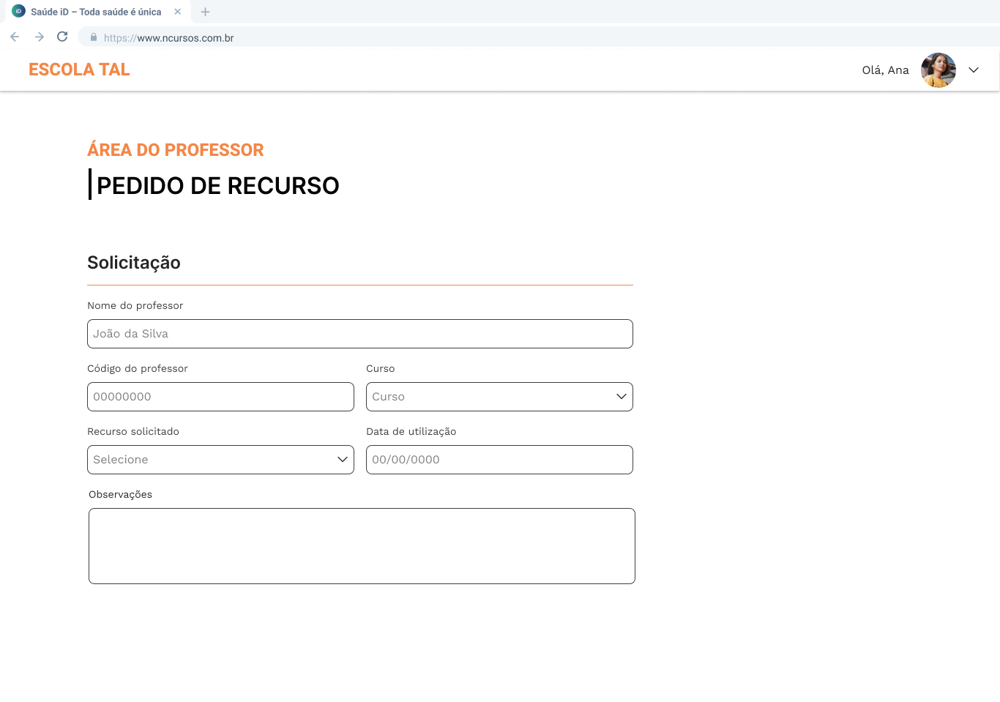 iD Saúde iD – Toda saúde é única
https://www.ncursos.com.br
ESCOLA TAL
Olá, Ana
ÁREA DO PROFESSOR
PEDIDO DE RECURSO
Solicitação
Nome do professor
João da Silva
Código do professor
Curso
00000000
Curso
Recurso solicitado
Data de utilização
Selecione
00/00/0000
Observações